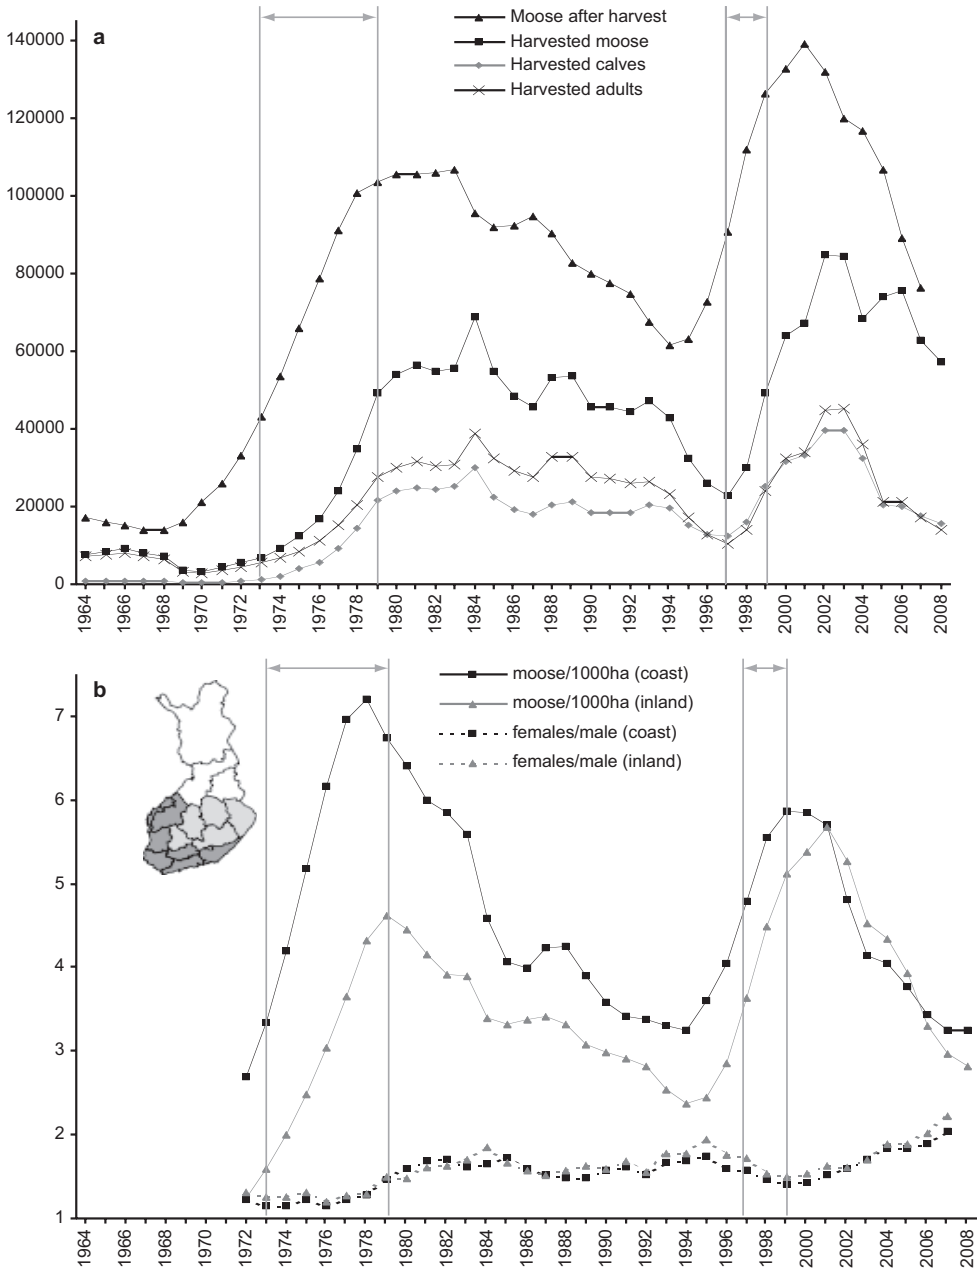 a
Moose after harvest
Harvested moose
Harvested calves
Harvested adults
140000
120000
100000
80000
60000
40000
20000
0
1964 1966 1968 1970 1972 1974 1976 1978 1980 1982 1984 1986 1988 1990 1992 1994 1996 1998 2000 2002 2004 2006 2008
b
moose/1000ha (coast)
moose/1000ha (inland)
females/male (coast)
females/male (inland)
7
6
5
4
3
2
1
1964 1966 1968 1970 1972 1974 1976 1978 1980 1982 1984 1986 1988 1990 1992 1994 1996 1998 2000 2002 2004 2006 2008